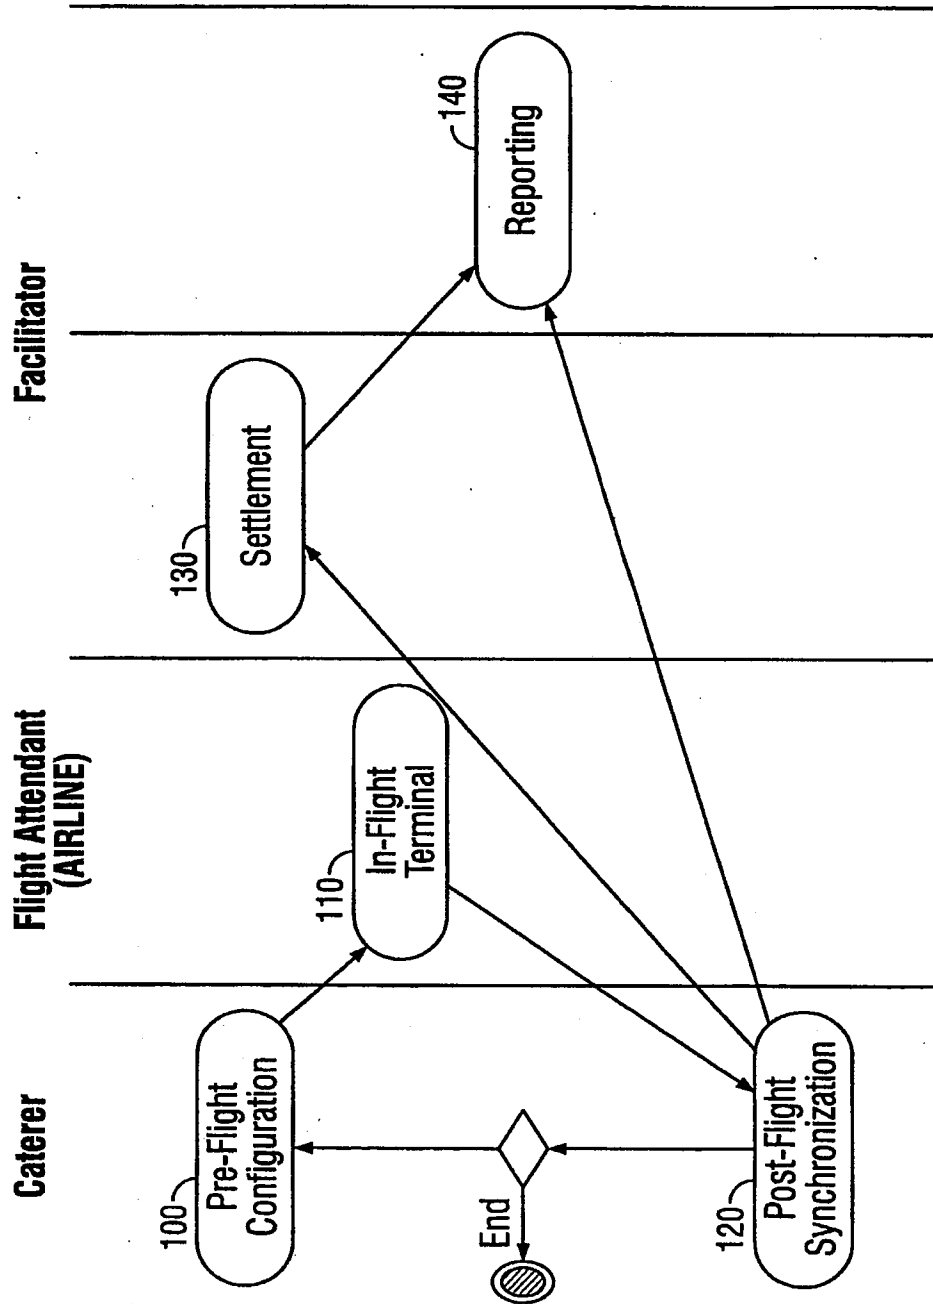 Caterer
Flight Attendant
(AIRLINE)
Facilitator
100
Pre-Flight
Configuration
110
In-Flight
Terminal
130
Settlement
140
Reporting
End
120
Post-Flight
Synchronization